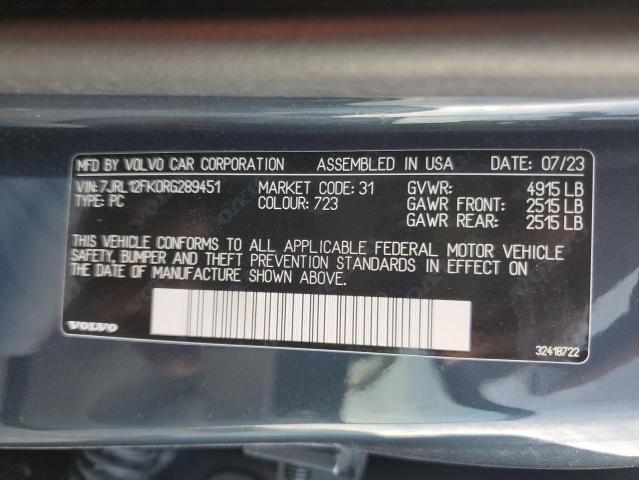 MFD BY VOLVO CAR CORPORATION ASSEMBLED IN USA DATE: 07/23
VIN: 7JRL12FK0RG289451 MARKET CODE: 31 GVWR: 4915 LB
TYPE: PC COLOUR: 723 GAWR FRONT: 2515 LB
GAWR REAR: 2515 LB
THIS VEHICLE CONFORMS TO ALL APPLICABLE FEDERAL MOTOR VEHICLE
SAFETY, BUMPER AND THEFT PREVENTION STANDARDS IN EFFECT ON
THE DATE OF MANUFACTURE SHOWN ABOVE.
VOLVO 32418722